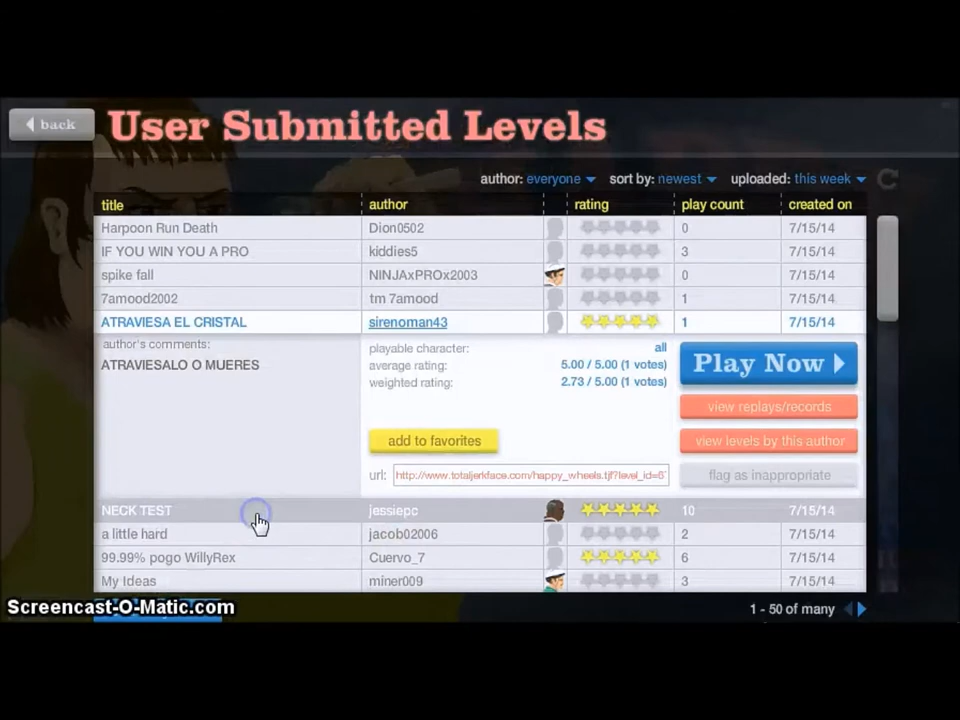 back
User Submitted Levels
author: everyone sort by: newest uploaded: this week
title author rating play count created on
Harpoon Run Death Dion0502 0 7/15/14
IF YOU WIN YOU A PRO kiddies5 3 7/15/14
spike fall NINJAxPROx2003 0 7/15/14
7amood2002 tm 7amood 1 7/15/14
ATRAVIESA EL CRISTAL sirenoman43 1 7/15/14
author's comments:
ATRAVIESALO O MUERES
playable character: all
average rating: 5.00 / 5.00 (1 votes)
weighted rating: 2.73 / 5.00 (1 votes)
Play Now
view replays/records
add to favorites
view levels by this author
url: http://www.totaljerkface.com/happy_wheels.tjf?level_id=6
flag as inappropriate
NECK TEST jessiepc 10 7/15/14
a little hard jacob02006 2 7/15/14
99.99% pogo WillyRex Cuervo_7 6 7/15/14
My Ideas miner009 3 7/15/14
Screencast-O-Matic.com
1 - 50 of many